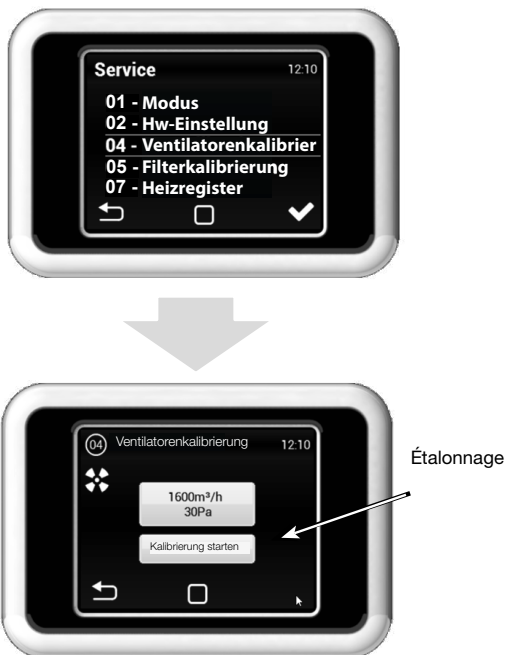 Service 12:10
01 - Modus
02 - Hw-Einstellung
04 - Ventilatorenkalibrier
05 - Filterkalibrierung
07 - Heizregister
04 Ventilatorenkalibrierung 12:10
1600m³/h
30Pa
Kalibrierung starten
Étalonnage